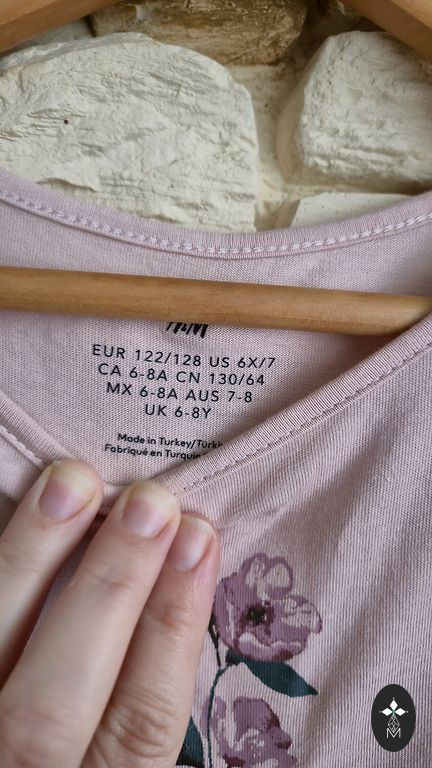 H&M
EUR 122/128 US 6X/7
CA 6-8A CN 130/64
MX 6-8A AUS 7-8
UK 6-8Y
Made in Turkey/Türki
Fabriqué en Turquie
M